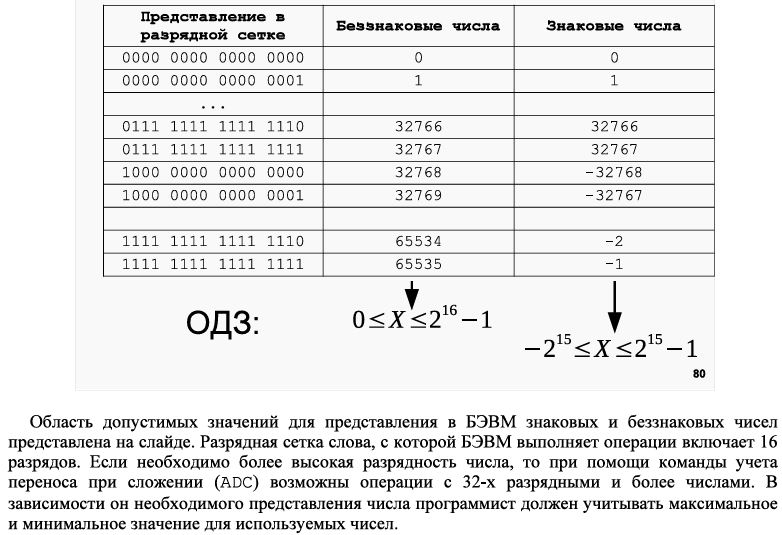 Представление в разрядной сетке Беззнаковые числа Знаковые числа
0000 0000 0000 0000 0 0
0000 0000 0000 0001 1 1
...
0111 1111 1111 1110 32766 32766
0111 1111 1111 1111 32767 32767
1000 0000 0000 0000 32768 -32768
1000 0000 0000 0001 32769 -32767
1111 1111 1111 1110 65534 -2
1111 1111 1111 1111 65535 -1
ОДЗ: 0≤X≤2¹⁶−1
−2¹⁵≤X≤2¹⁵−1
80
Область допустимых значений для представления в БЭВМ знаковых и беззнаковых чисел
представлена на слайде. Разрядная сетка слова, с которой БЭВМ выполняет операции включает 16
разрядов. Если необходимо более высокая разрядность числа, то при помощи команды учета
переноса при сложении (ADC) возможны операции с 32-х разрядными и более числами. В
зависимости он необходимого представления числа программист должен учитывать максимальное
и минимальное значение для используемых чисел.